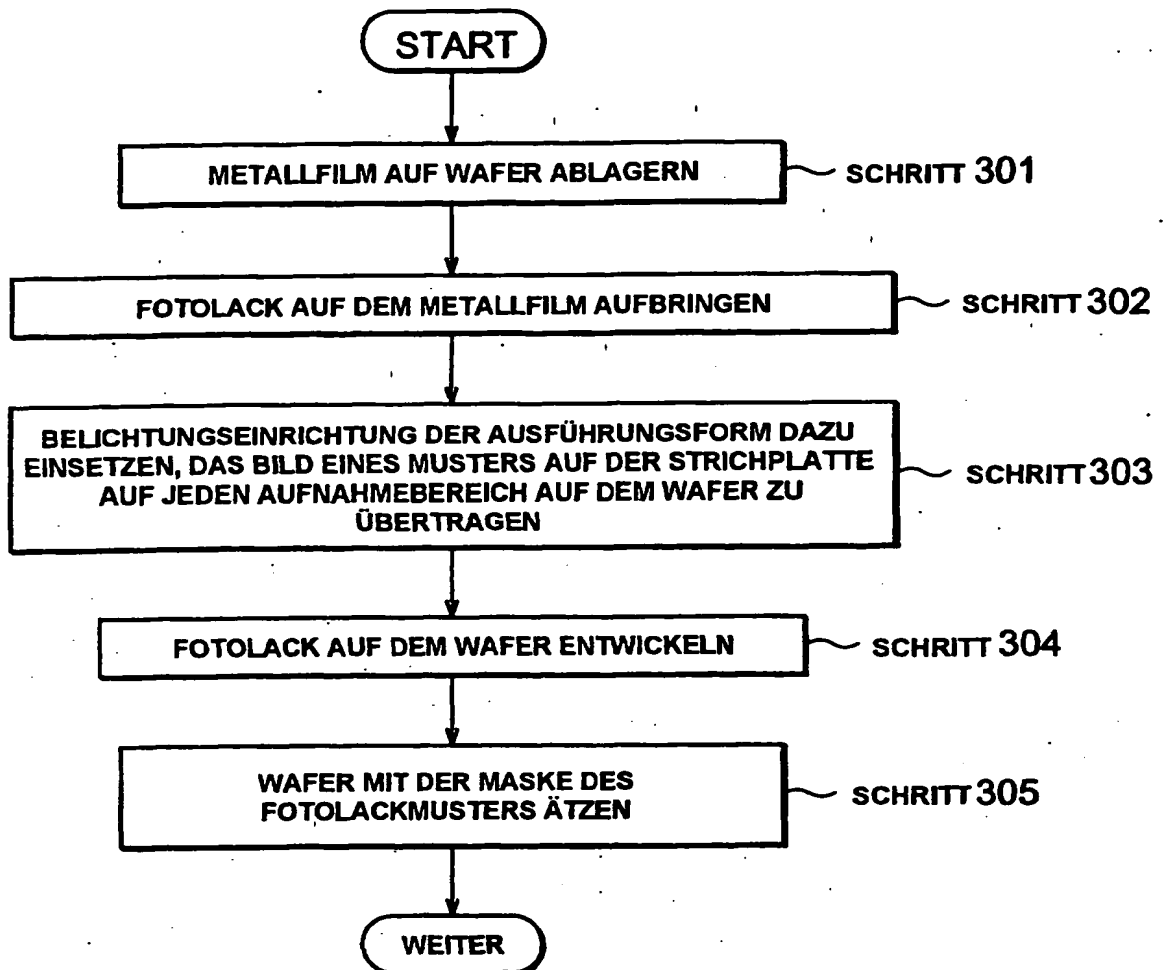 START
METALLFILM AUF WAFER ABLAGERN
SCHRITT 301
FOTOLACK AUF DEM METALLFILM AUFBRINGEN
SCHRITT 302
BELICHTUNGSEINRICHTUNG DER AUSFÜHRUNGSFORM DAZU
EINSETZEN, DAS BILD EINES MUSTERS AUF DER STRICHPLATTE
AUF JEDEN AUFNAHMEBEREICH AUF DEM WAFER ZU
ÜBERTRAGEN
SCHRITT 303
FOTOLACK AUF DEM WAFER ENTWICKELN
SCHRITT 304
WAFER MIT DER MASKE DES
FOTOLACKMUSTERS ÄTZEN
SCHRITT 305
WEITER